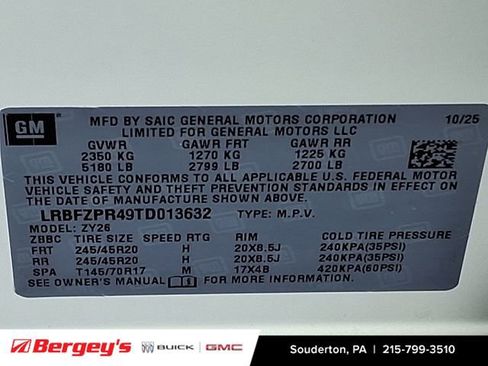 GM
MFD BY SAIC GENERAL MOTORS CORPORATION 10/25
LIMITED FOR GENERAL MOTORS LLC
GVWR GAWR FRT GAWR RR
2350 KG 1270 KG 1225 KG
5180 LB 2799 LB 2700 LB
THIS VEHICLE CONFORMS TO ALL APPLICABLE U.S. FEDERAL MOTOR
VEHICLE SAFETY, BUMPER, AND THEFT PREVENTION STANDARDS IN EFFECT ON THE
DATE OF MANUFACTURE SHOWN ABOVE.
LRBFZPR49TD013632 TYPE: M.P.V.
MODEL: ZY26
ZBBC TIRE SIZE SPEED RTG RIM COLD TIRE PRESSURE
FRT 245/45R20 H 20X8.5J 240KPA(35PSI)
RR 245/45R20 H 20X8.5J 240KPA(35PSI)
SPA T145/70R17 M 17X4B 420KPA(60PSI)
SEE OWNER'S MANUAL FOR MORE INFORMATION.
Bergey's BUICK GMC Souderton, PA | 215-799-3510